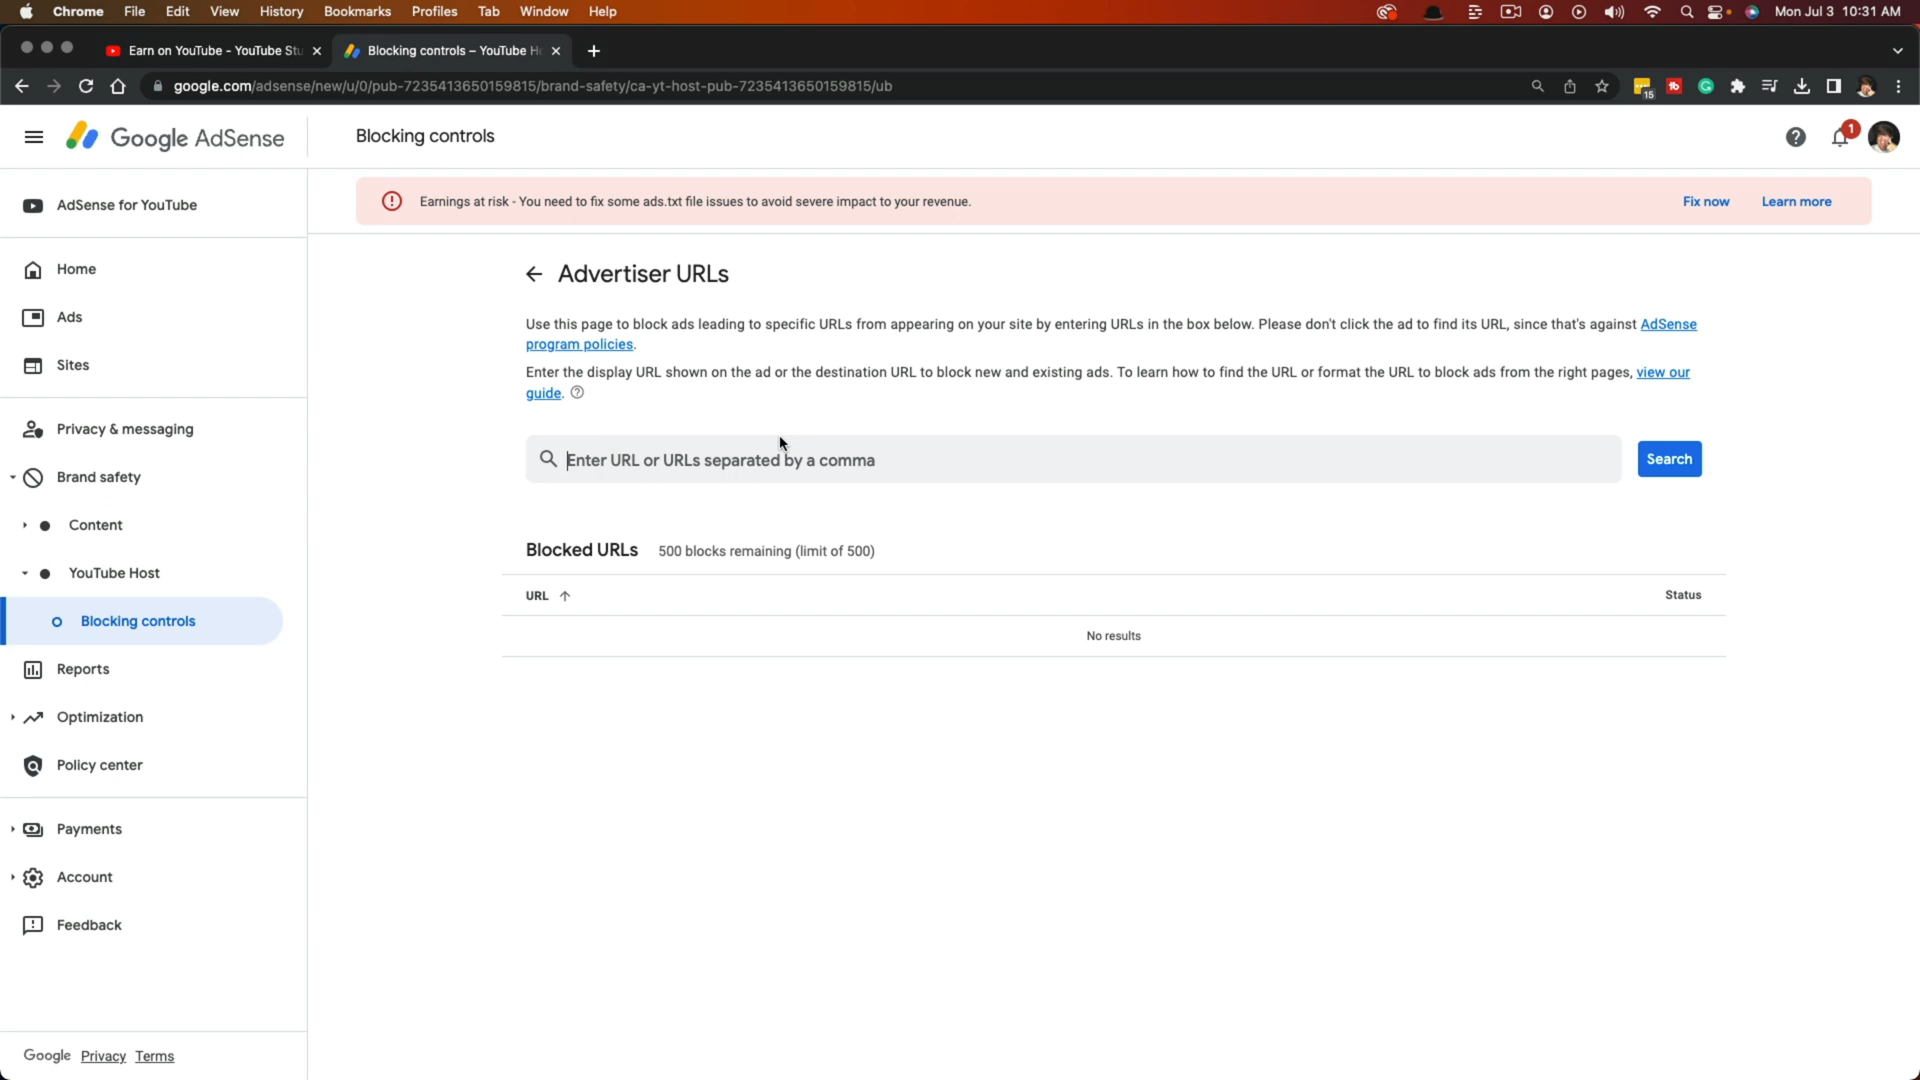 Chrome File Edit View History Bookmarks Profiles Tab Window Help Mon Jul 3 10:31 AM
Earn on YouTube - YouTube Stu Blocking controls – YouTube H
google.com/adsense/new/u/0/pub-7235413650159815/brand-safety/ca-yt-host-pub-7235413650159815/ub
15
Google AdSense
Blocking controls
1
AdSense for YouTube
Home
Ads
Sites
Privacy & messaging
Brand safety
Content
YouTube Host
Blocking controls
Reports
Optimization
Policy center
Payments
Account
Feedback
Google Privacy Terms
Earnings at risk - You need to fix some ads.txt file issues to avoid severe impact to your revenue. Fix now Learn more
Advertiser URLs
Use this page to block ads leading to specific URLs from appearing on your site by entering URLs in the box below. Please don't click the ad to find its URL, since that's against AdSense
program policies.
Enter the display URL shown on the ad or the destination URL to block new and existing ads. To learn how to find the URL or format the URL to block ads from the right pages, view our
guide.
Enter URL or URLs separated by a comma
Search
Blocked URLs 500 blocks remaining (limit of 500)
URL Status
No results